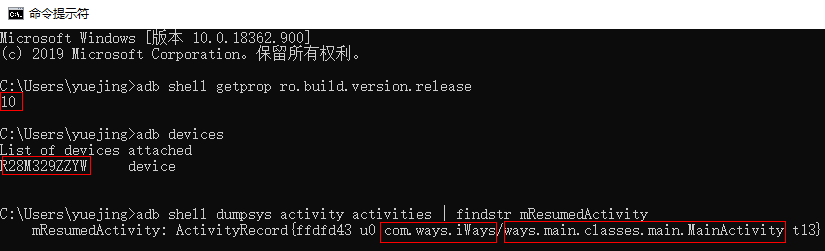 命令提示符
Microsoft Windows [版本 10.0.18362.900]
(c) 2019 Microsoft Corporation。保留所有权利。
C:\Users\yuejing>adb shell getprop ro.build.version.release
10
C:\Users\yuejing>adb devices
List of devices attached
R28M329ZZYW     device
C:\Users\yuejing>adb shell dumpsys activity activities | findstr mResumedActivity
    mResumedActivity: ActivityRecord{ffdfd43 u0 com.ways.iWays/ways.main.classes.main.MainActivity t13}